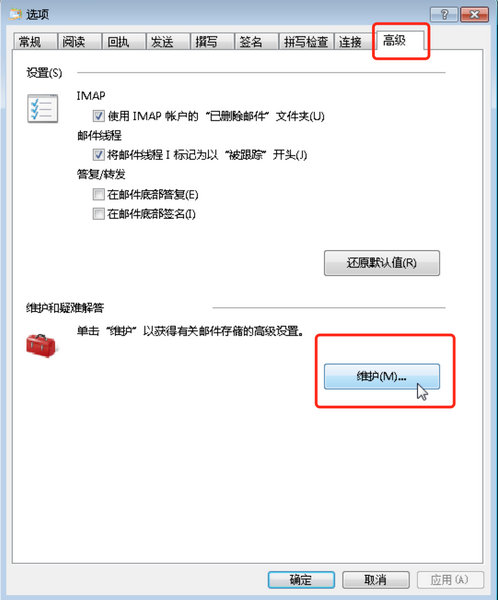 选项
常规 阅读 回执 发送 撰写 签名 拼写检查 连接 高级
设置(S)
IMAP
使用 IMAP 帐户的“已删除邮件”文件夹(U)
邮件线程
将邮件线程 I 标记为以“被跟踪”开头(J)
答复/转发
在邮件底部答复(E)
在邮件底部签名(I)
还原默认值(R)
维护和疑难解答
单击“维护”以获得有关邮件存储的高级设置。
维护(M)...
确定 取消 应用(A)